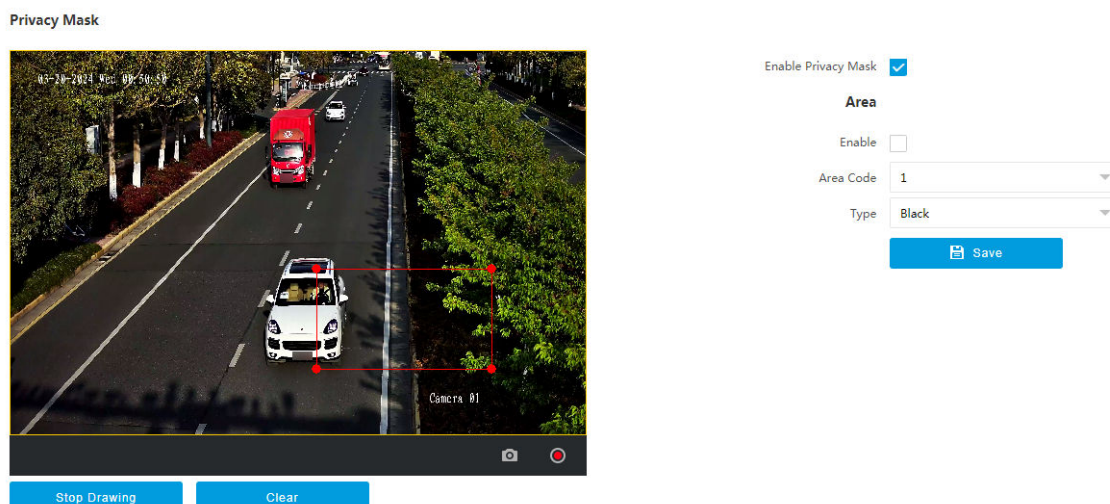 Privacy Mask
03-20-2024 Wed 00:50:50
Camera 01
Stop Drawing
Clear
Enable Privacy Mask
Area
Enable
Area Code 1
Type Black
Save